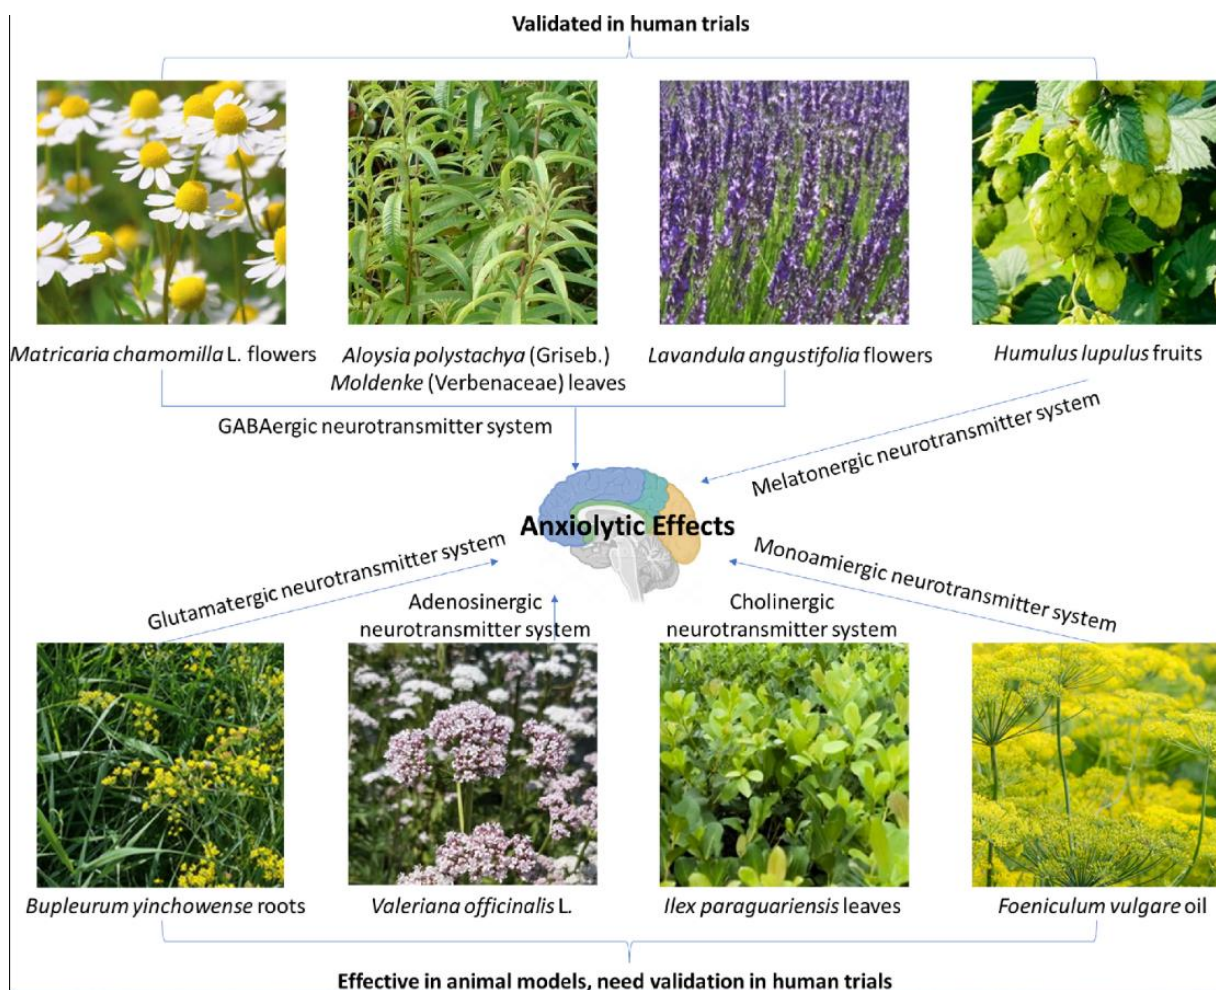 Validated in human trials
Matricaria chamomilla L. flowers
Aloysia polystachya (Griseb.)
Moldenke (Verbenaceae) leaves
Lavandula angustifolia flowers
Humulus lupulus fruits
GABAergic neurotransmitter system
Melatonergic neurotransmitter system
Anxiolytic Effects
Glutamatergic neurotransmitter system
Adenosinergic
neurotransmitter system
Cholinergic
neurotransmitter system
Monoamiergic neurotransmitter system
Bupleurum yinchowense roots
Valeriana officinalis L.
Ilex paraguariensis leaves
Foeniculum vulgare oil
Effective in animal models, need validation in human trials